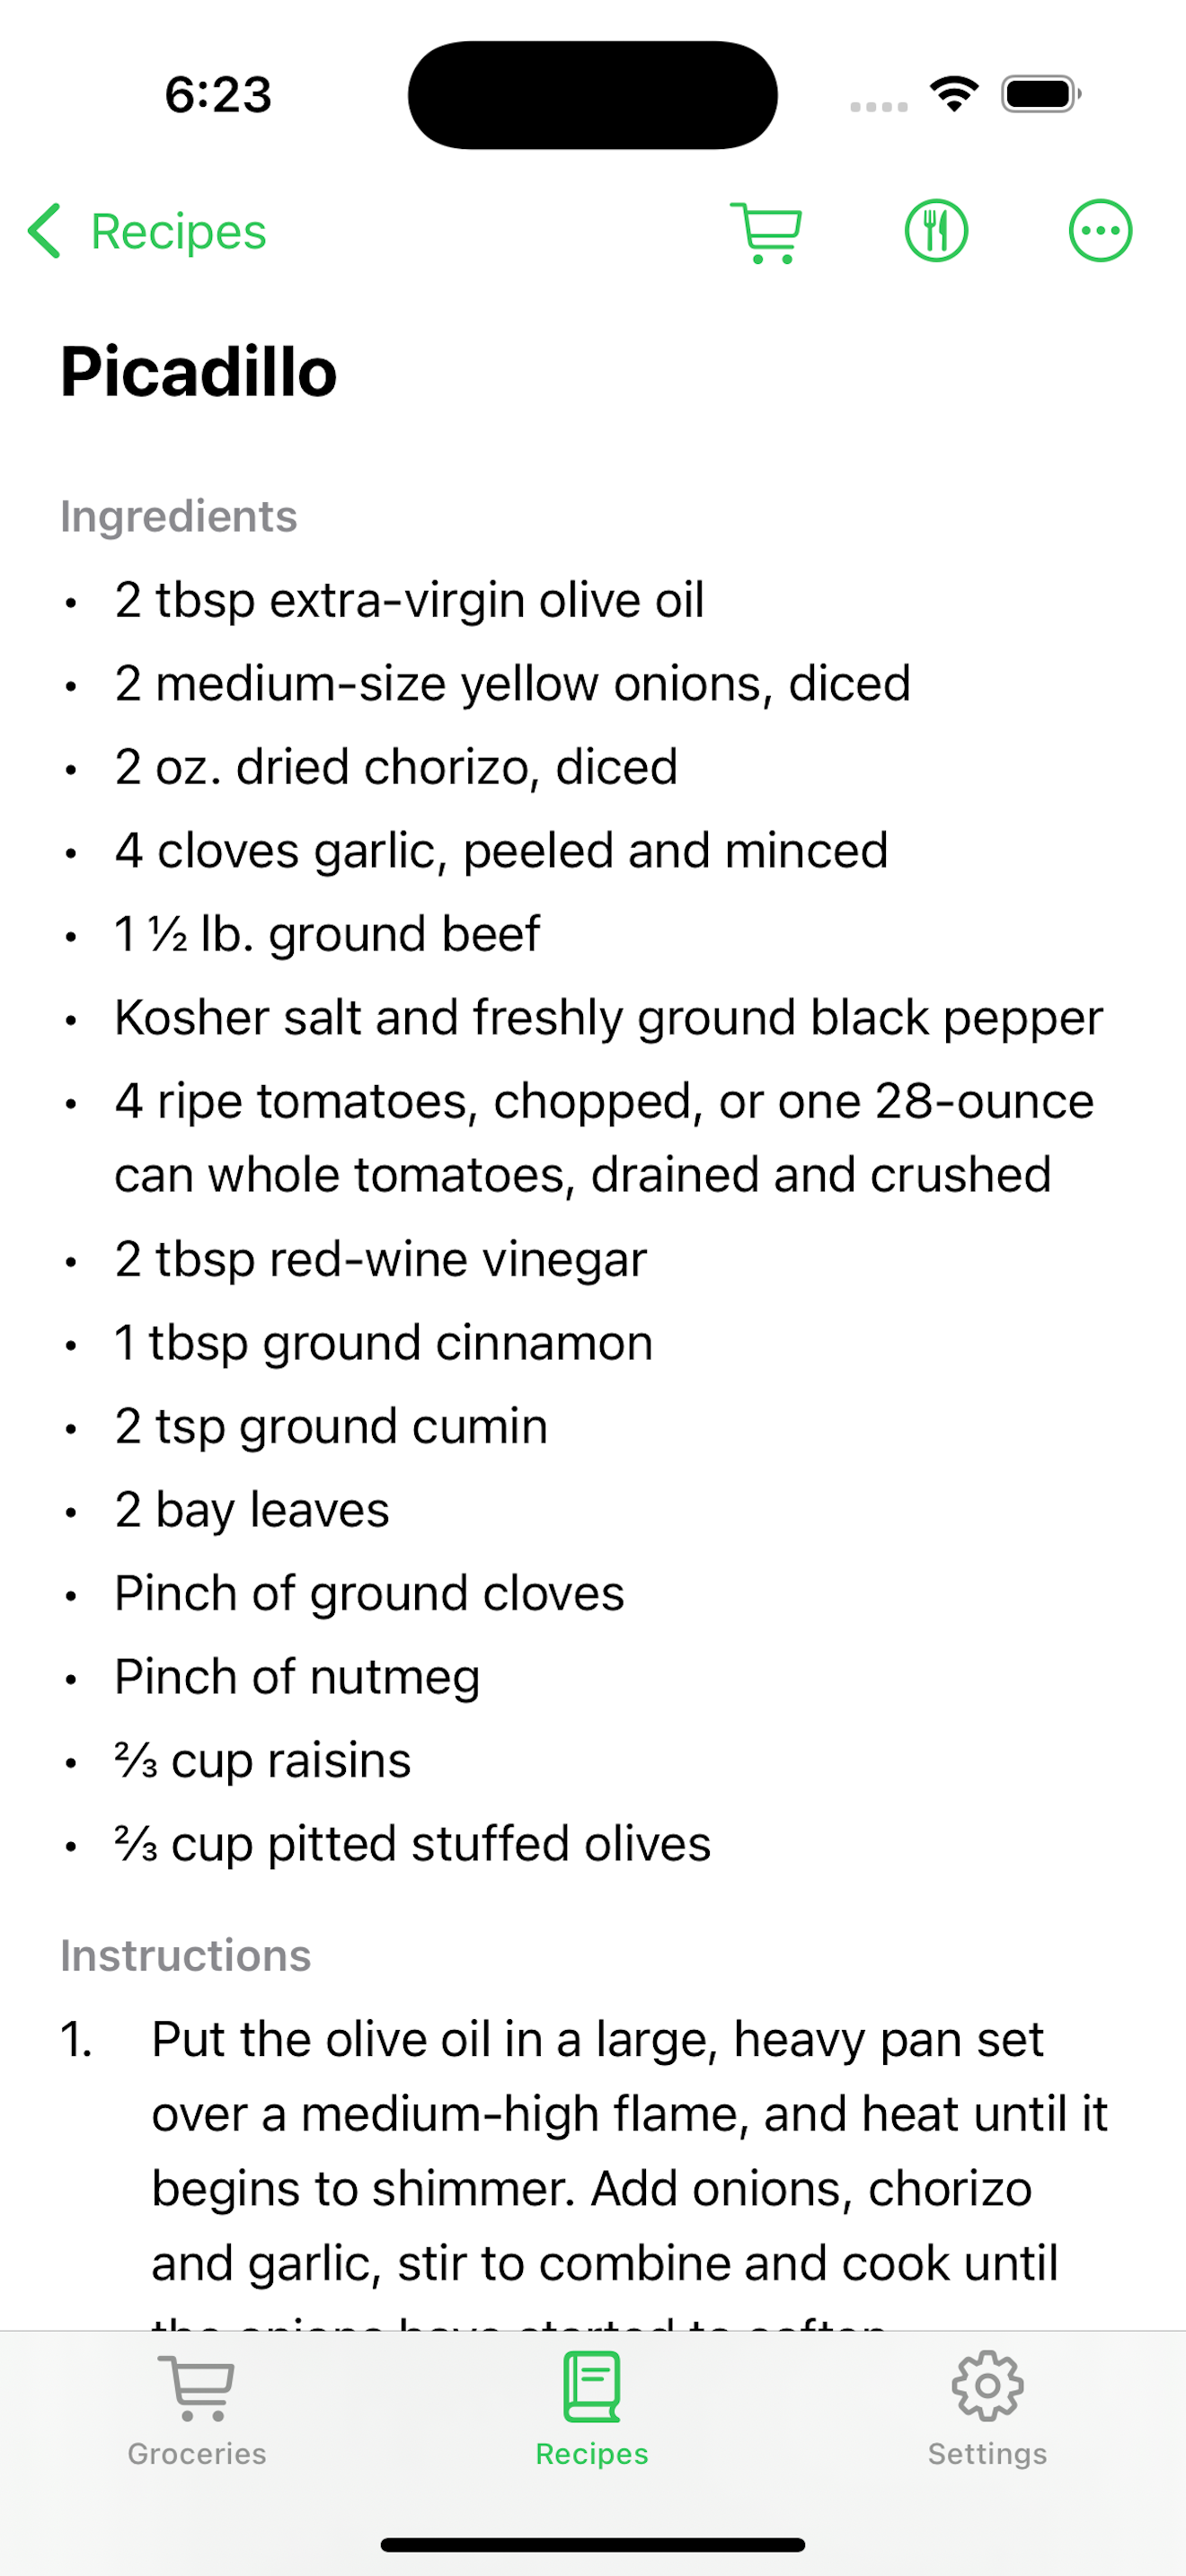 6:23
Recipes
Picadillo
Ingredients
• 2 tbsp extra-virgin olive oil
• 2 medium-size yellow onions, diced
• 2 oz. dried chorizo, diced
• 4 cloves garlic, peeled and minced
• 1 ½ lb. ground beef
• Kosher salt and freshly ground black pepper
• 4 ripe tomatoes, chopped, or one 28-ounce
can whole tomatoes, drained and crushed
• 2 tbsp red-wine vinegar
• 1 tbsp ground cinnamon
• 2 tsp ground cumin
• 2 bay leaves
• Pinch of ground cloves
• Pinch of nutmeg
• ⅔ cup raisins
• ⅔ cup pitted stuffed olives
Instructions
1. Put the olive oil in a large, heavy pan set
over a medium-high flame, and heat until it
begins to shimmer. Add onions, chorizo
and garlic, stir to combine and cook until
the onions have started to soften
Groceries
Recipes
Settings